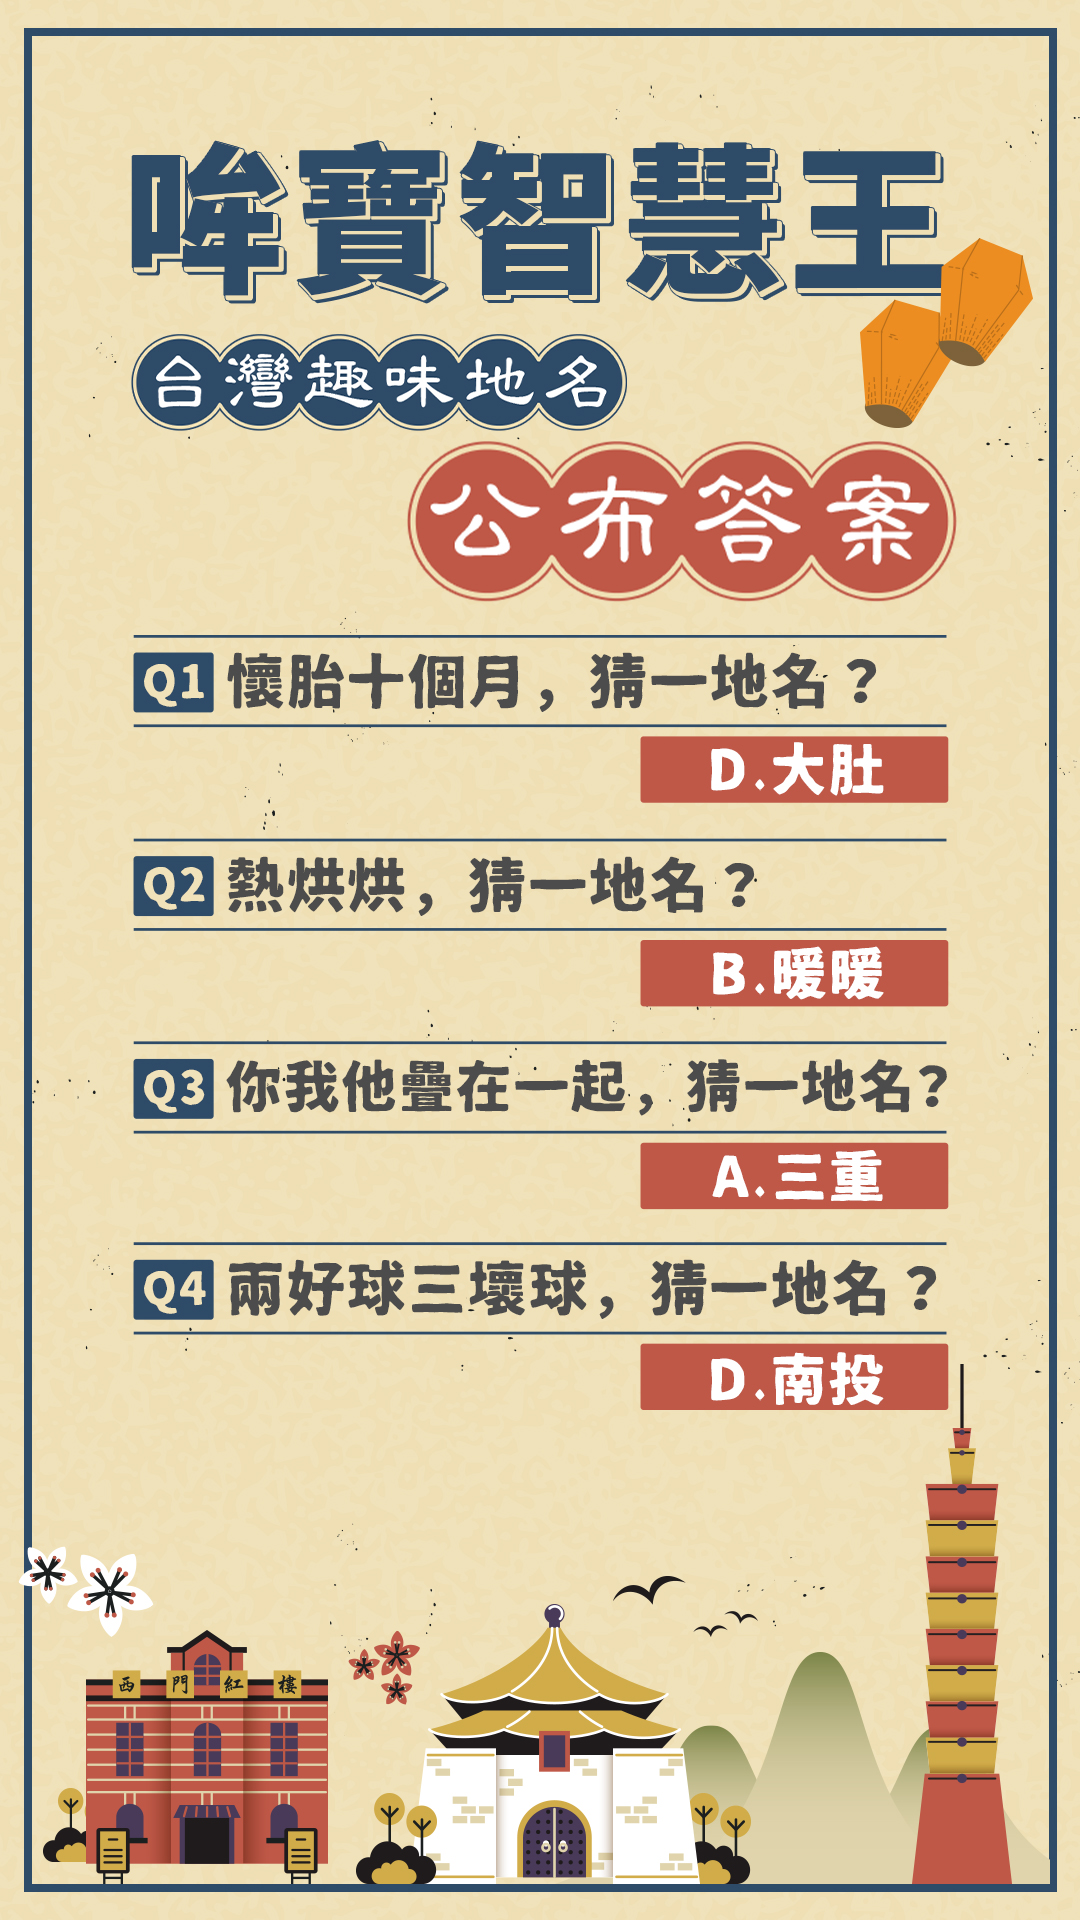 哞寶智慧王
台灣趣味地名
公布答案
Q1 懷胎十個月，猜一地名？
D.大肚
Q2 熱烘烘，猜一地名？
B.暖暖
Q3 你我他疊在一起，猜一地名？
A.三重
Q4 兩好球三壞球，猜一地名？
D.南投
西門紅樓